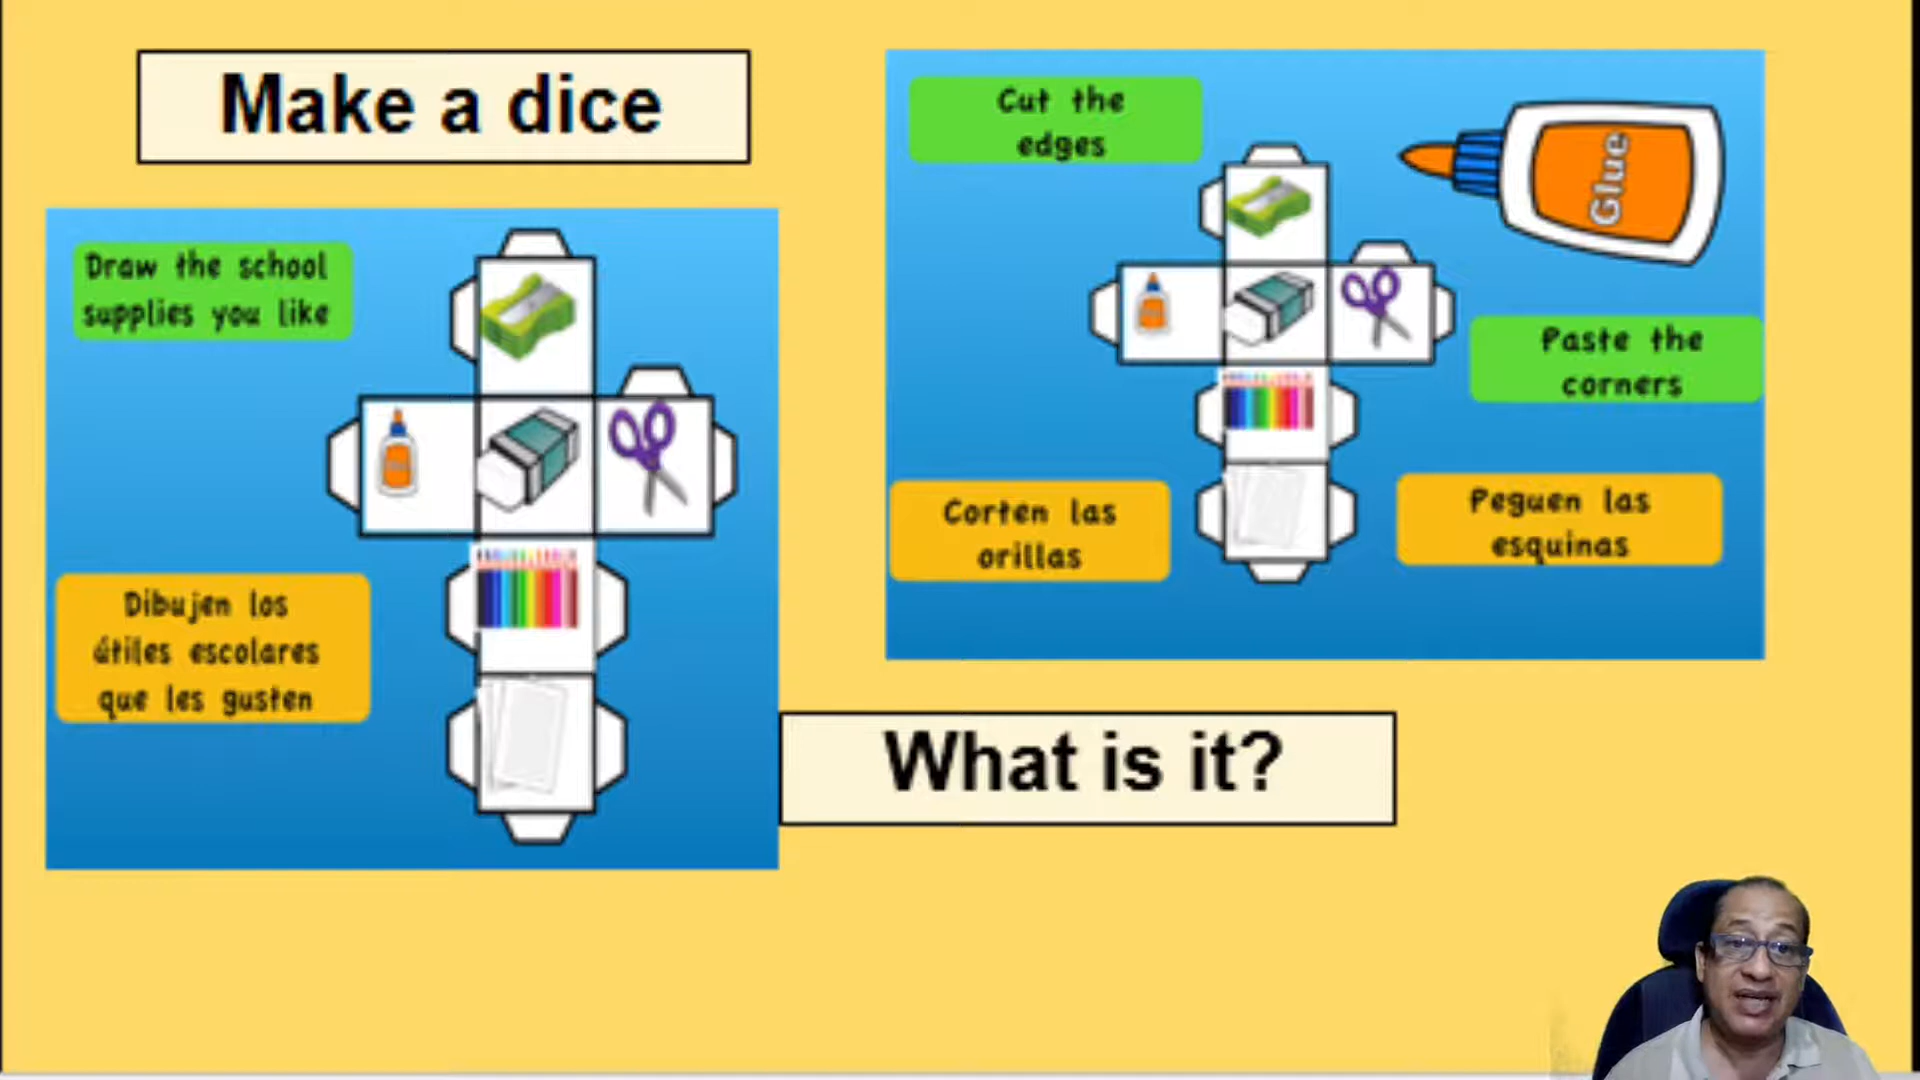 Make a dice
Draw the school
supplies you like
Dibujen los
útiles escolares
que les gusten
Cut the
edges
Glue
Paste the
corners
Corten las
orillas
Peguen las
esquinas
What is it?